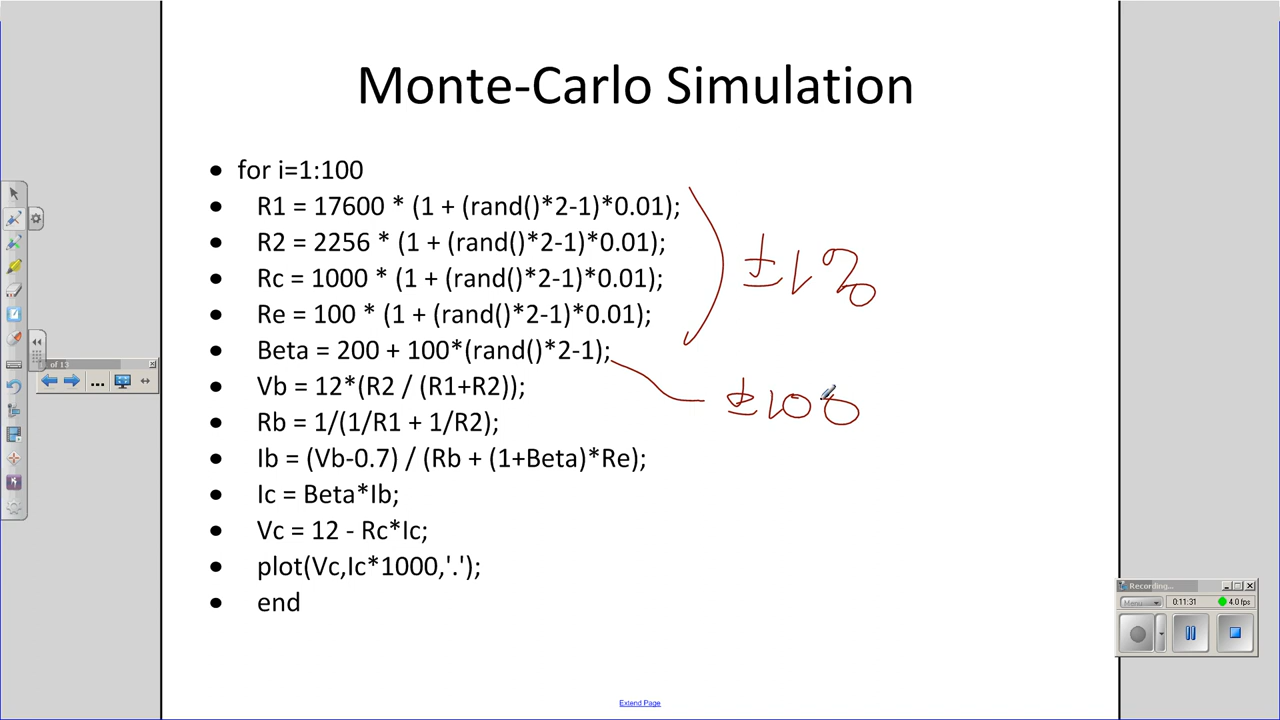 Monte-Carlo Simulation
• for i=1:100
• R1 = 17600 * (1 + (rand()*2-1)*0.01);
• R2 = 2256 * (1 + (rand()*2-1)*0.01);
• Rc = 1000 * (1 + (rand()*2-1)*0.01);
±1%
• Re = 100 * (1 + (rand()*2-1)*0.01);
• Beta = 200 + 100*(rand()*2-1);
• Vb = 12*(R2 / (R1+R2));
±100
• Rb = 1/(1/R1 + 1/R2);
• Ib = (Vb-0.7) / (Rb + (1+Beta)*Re);
• Ic = Beta*Ib;
• Vc = 12 - Rc*Ic;
• plot(Vc,Ic*1000,'.');
• end
of 13
...
Recording...
Menu
0:11:31
4.0 fps
Extend Page